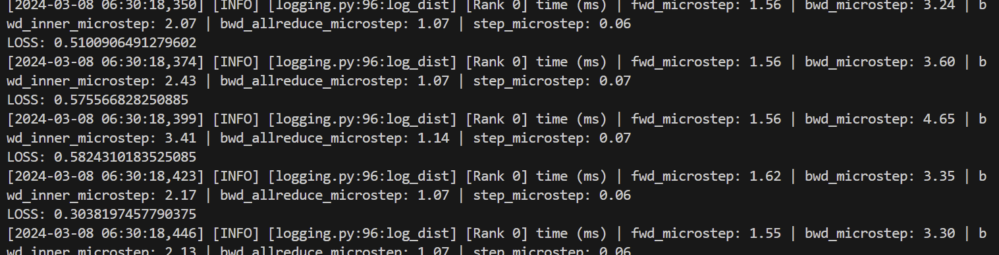 [2024-03-08 06:30:18,350] [INFO] [logging.py:96:log_dist] [Rank 0] time (ms) | fwd_microstep: 1.56 | bwd_microstep: 3.24 | b
wd_inner_microstep: 2.07 | bwd_allreduce_microstep: 1.07 | step_microstep: 0.06
LOSS: 0.5100906491279602
[2024-03-08 06:30:18,374] [INFO] [logging.py:96:log_dist] [Rank 0] time (ms) | fwd_microstep: 1.56 | bwd_microstep: 3.60 | b
wd_inner_microstep: 2.43 | bwd_allreduce_microstep: 1.07 | step_microstep: 0.07
LOSS: 0.575566828250885
[2024-03-08 06:30:18,399] [INFO] [logging.py:96:log_dist] [Rank 0] time (ms) | fwd_microstep: 1.56 | bwd_microstep: 4.65 | b
wd_inner_microstep: 3.41 | bwd_allreduce_microstep: 1.14 | step_microstep: 0.07
LOSS: 0.5824310183525085
[2024-03-08 06:30:18,423] [INFO] [logging.py:96:log_dist] [Rank 0] time (ms) | fwd_microstep: 1.62 | bwd_microstep: 3.35 | b
wd_inner_microstep: 2.17 | bwd_allreduce_microstep: 1.07 | step_microstep: 0.06
LOSS: 0.3038197457790375
[2024-03-08 06:30:18,446] [INFO] [logging.py:96:log_dist] [Rank 0] time (ms) | fwd_microstep: 1.55 | bwd_microstep: 3.30 | b
wd_inner_microstep: 2.13 | bwd_allreduce_microstep: 1.07 | step_microstep: 0.06